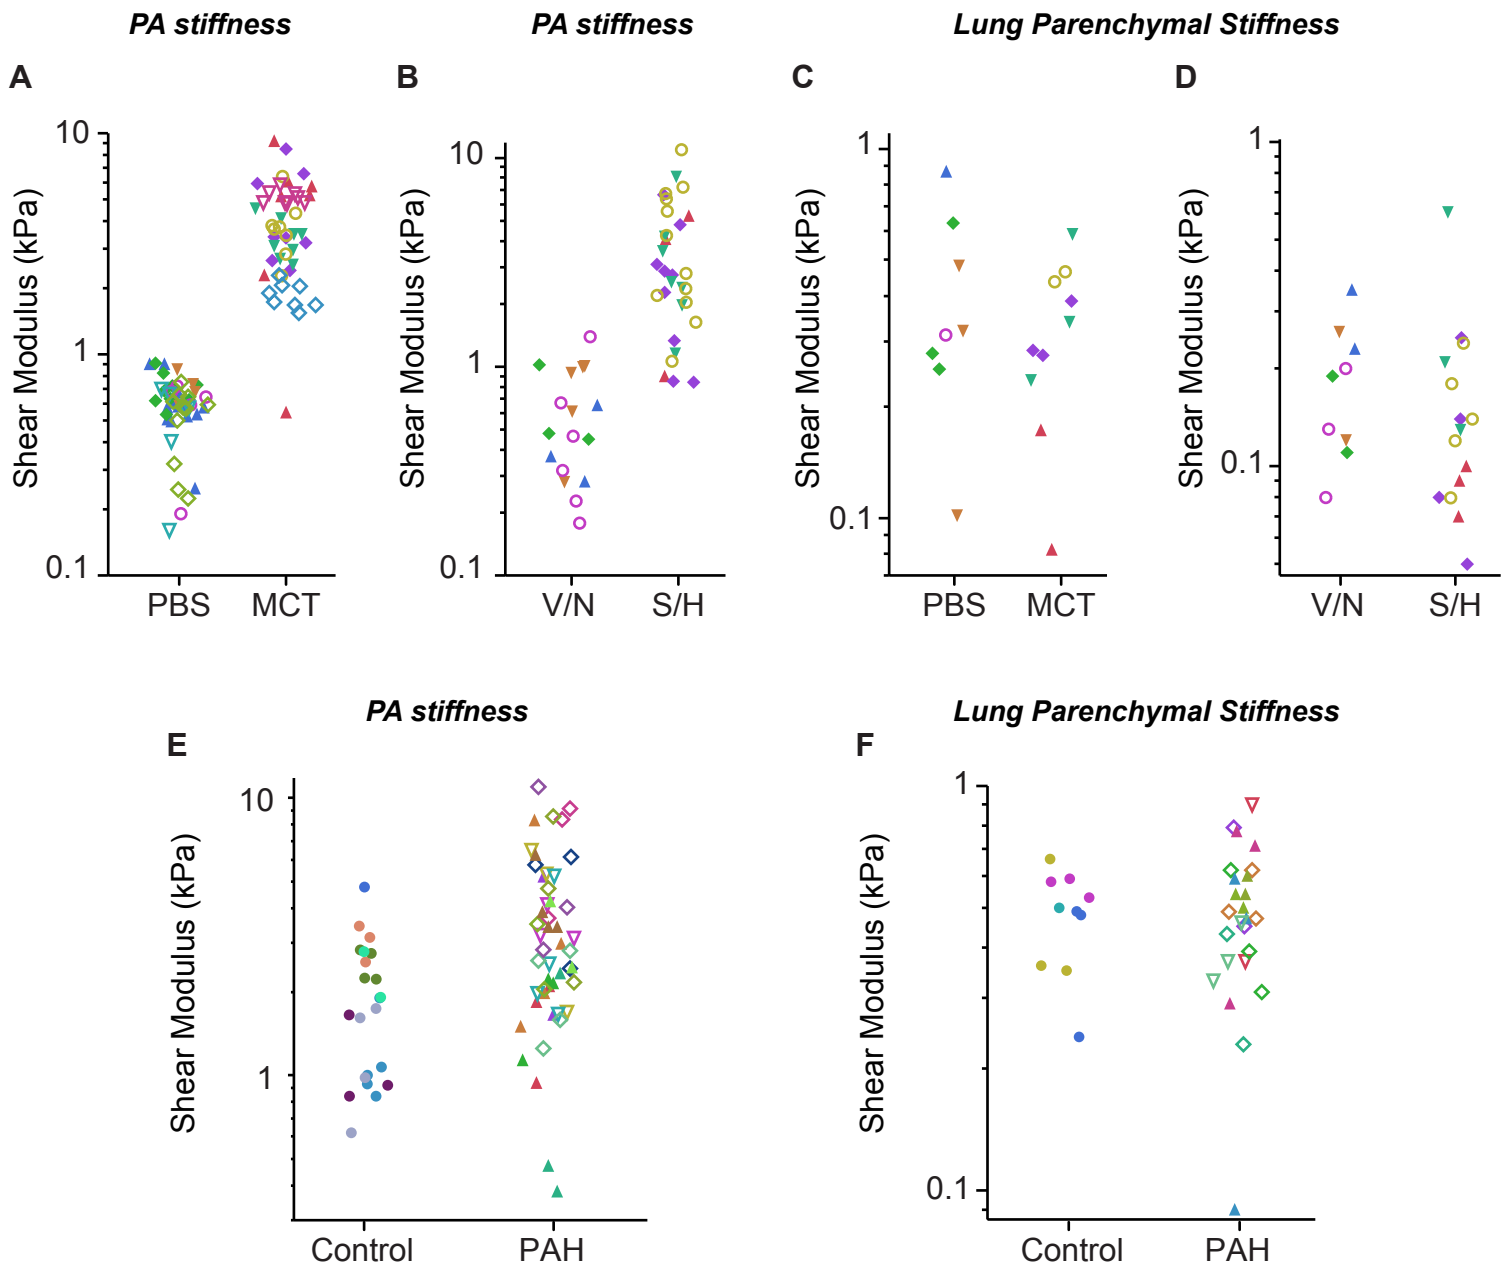 PA stiffness
PA stiffness
Lung Parenchymal Stiffness
A
B
C
D
Shear Modulus (kPa)
10
1
0.1
PBS
MCT
Shear Modulus (kPa)
10
1
0.1
V/N
S/H
Shear Modulus (kPa)
1
0.1
PBS
MCT
Shear Modulus (kPa)
1
0.1
V/N
S/H
PA stiffness
Lung Parenchymal Stiffness
E
F
Shear Modulus (kPa)
10
1
Control
PAH
Shear Modulus (kPa)
1
0.1
Control
PAH